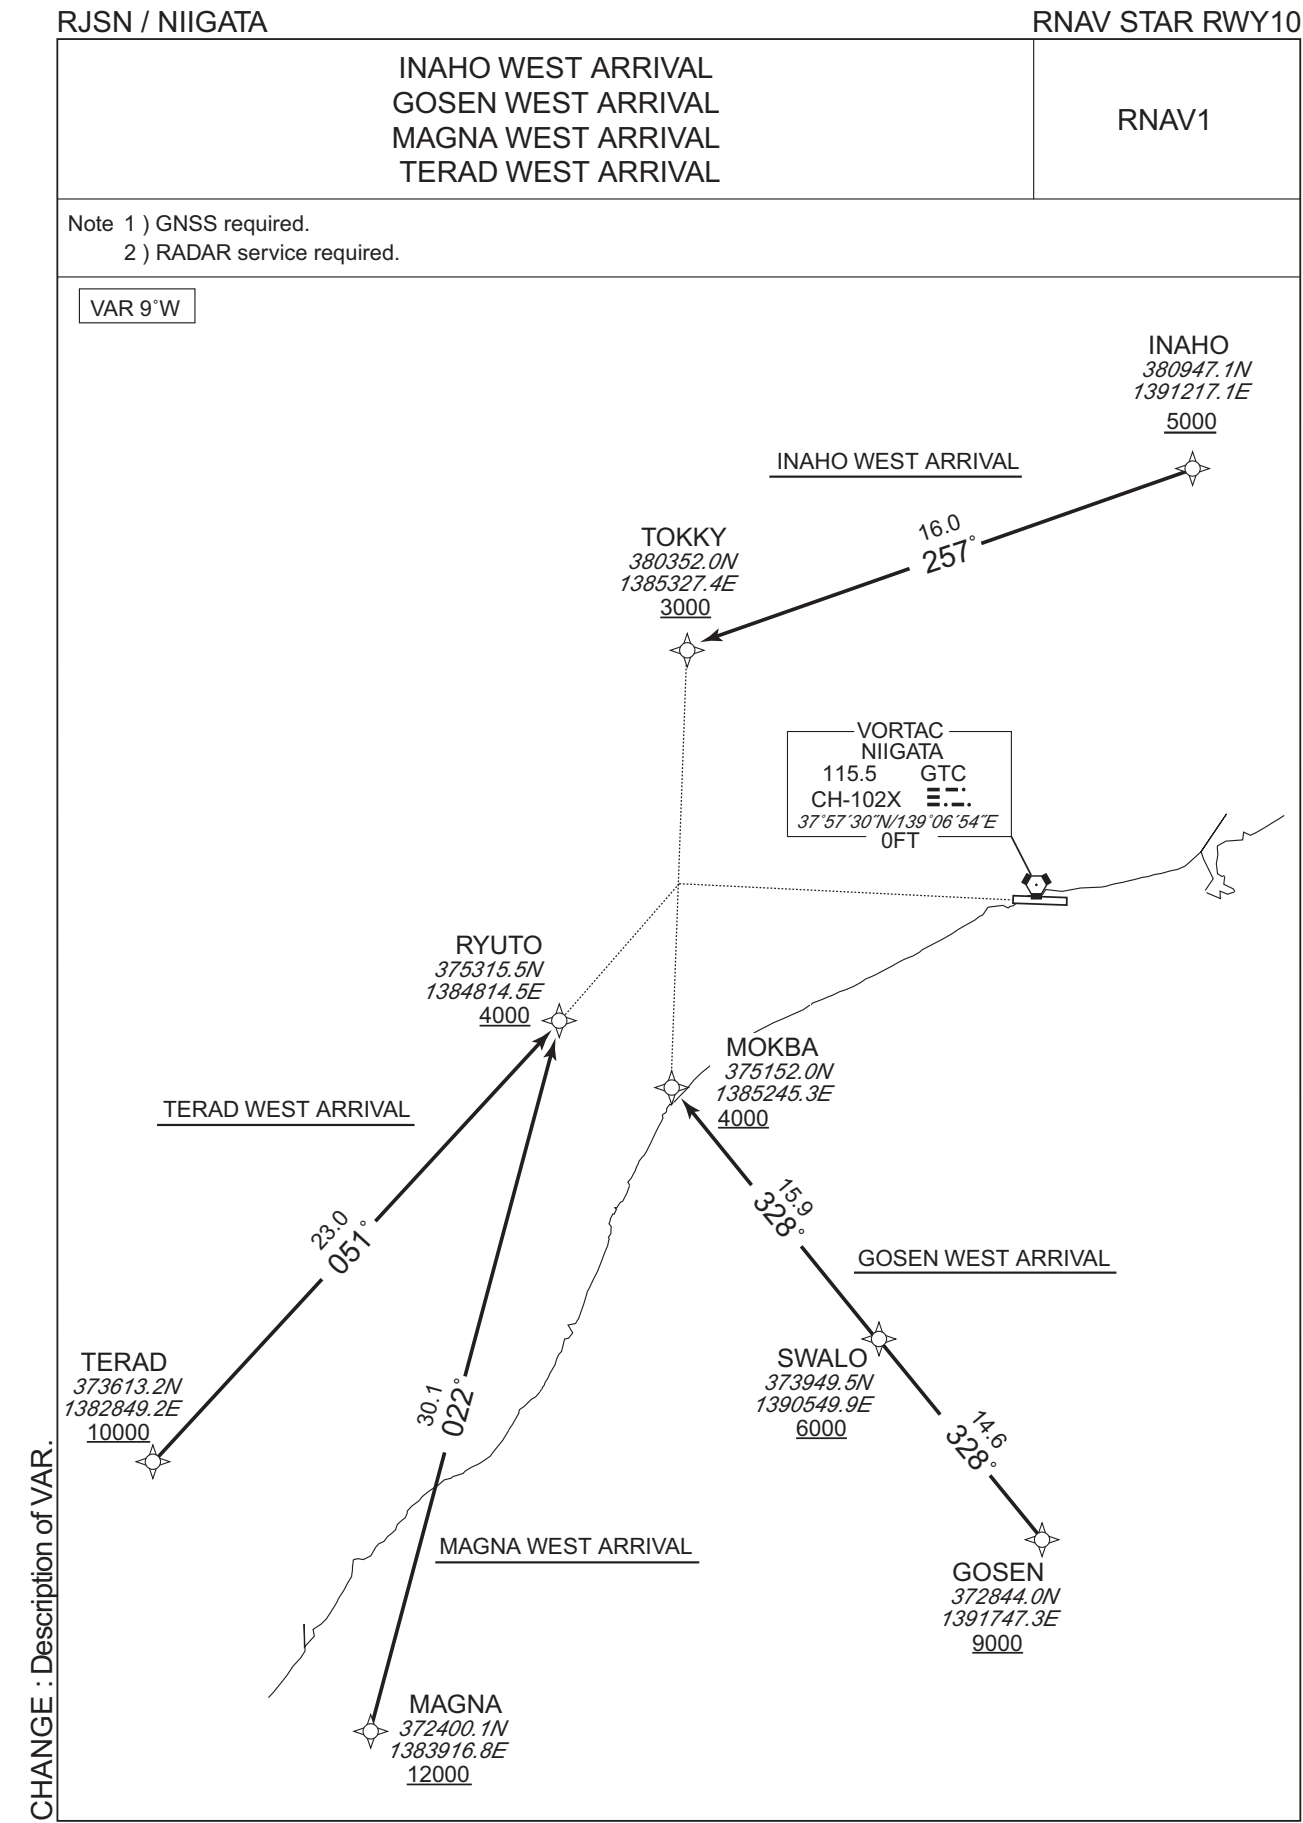 RJSN / NIIGATA
RNAV STAR RWY10
INAHO WEST ARRIVAL
GOSEN WEST ARRIVAL
MAGNA WEST ARRIVAL
TERAD WEST ARRIVAL
RNAV1
Note 1 ) GNSS required.
2 ) RADAR service required.
VAR 9°W
INAHO
380947.1N
1391217.1E
5000
INAHO WEST ARRIVAL
16.0
257°
TOKKY
380352.0N
1385327.4E
3000
VORTAC
NIIGATA
115.5 GTC
CH-102X
37°57´30˝N/139°06´54˝E
0FT
RYUTO
375315.5N
1384814.5E
4000
MOKBA
375152.0N
1385245.3E
4000
TERAD WEST ARRIVAL
15.9
328°
23.0
051°
GOSEN WEST ARRIVAL
TERAD
373613.2N
1382849.2E
10000
SWALO
373949.5N
1390549.9E
6000
30.1
022°
14.6
328°
MAGNA WEST ARRIVAL
GOSEN
372844.0N
1391747.3E
9000
MAGNA
372400.1N
1383916.8E
12000
CHANGE : Description of VAR.